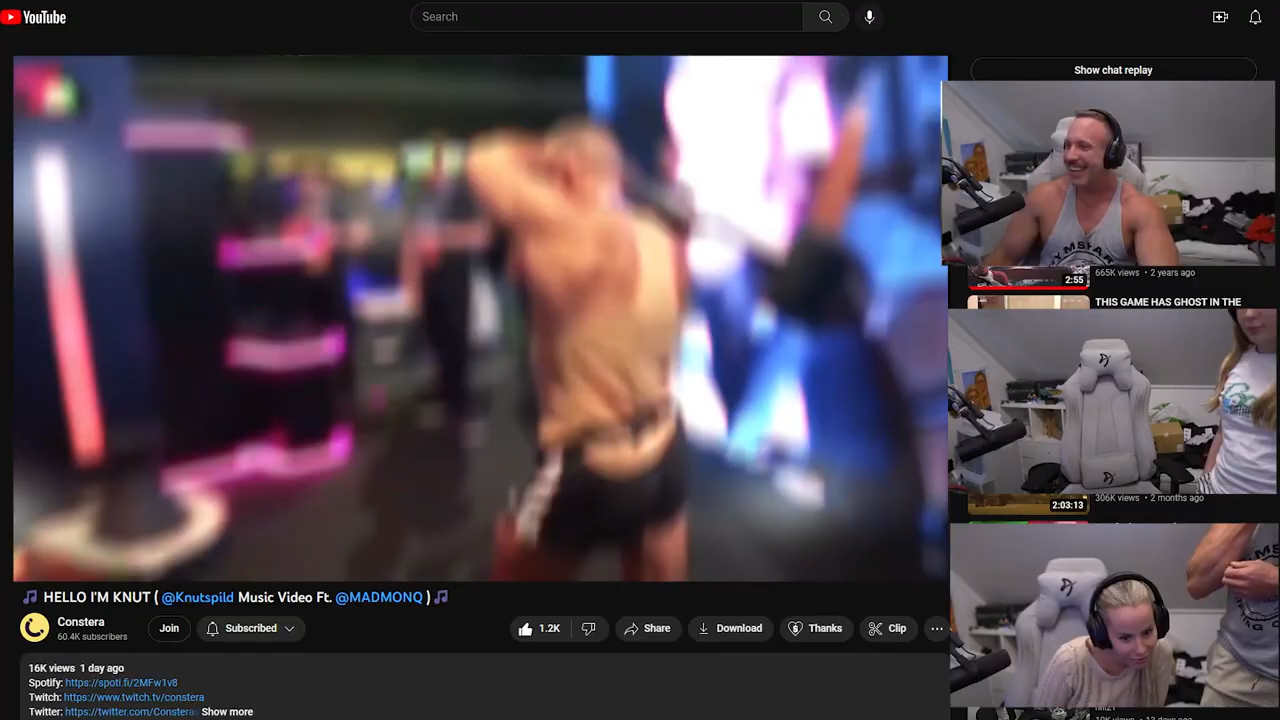 YouTube
Search
Show chat replay
665K views • 2 years ago
2:55
THIS GAME HAS GHOST IN THE
306K views • 2 months ago
2:03:13
🎵 HELLO I'M KNUT ( @Knutspild Music Video Ft. @MADMONQ ) 🎵
Constera
60.4K subscribers
Join
Subscribed
1.2K
Share
Download
Thanks
Clip
16K views 1 day ago
Spotify: https://spoti.fi/2MFw1v8
Twitch: https://www.twitch.tv/constera
Twitter: https://twitter.com/Constera
Show more